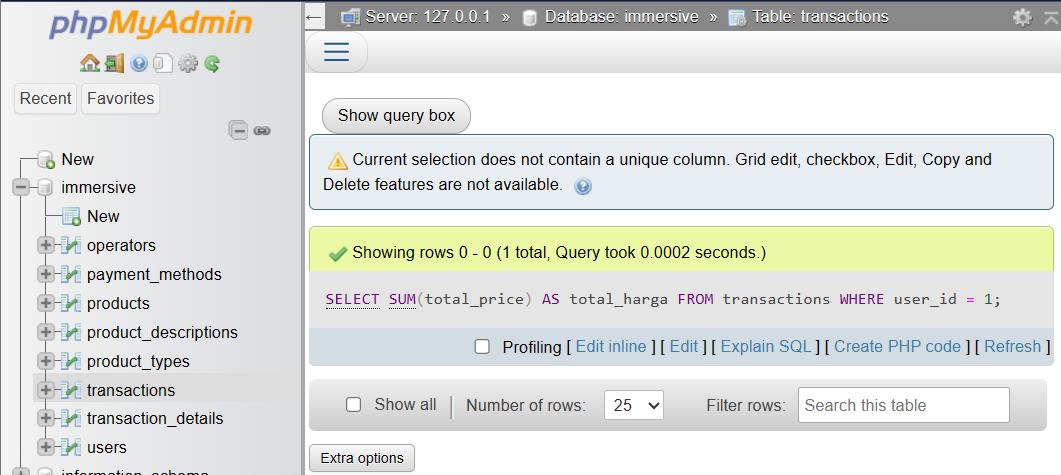 phpMyAdmin
Recent Favorites
New
immersive
New
operators
payment_methods
products
product_descriptions
product_types
transactions
transaction_details
users
information_schema
Server: 127.0.0.1 » Database: immersive » Table: transactions
Show query box
Current selection does not contain a unique column. Grid edit, checkbox, Edit, Copy and
Delete features are not available.
Showing rows 0 - 0 (1 total, Query took 0.0002 seconds.)
SELECT SUM(total_price) AS total_harga FROM transactions WHERE user_id = 1;
Profiling [ Edit inline ] [ Edit ] [ Explain SQL ] [ Create PHP code ] [ Refresh ]
Show all | Number of rows: 25 Filter rows: Search this table
Extra options